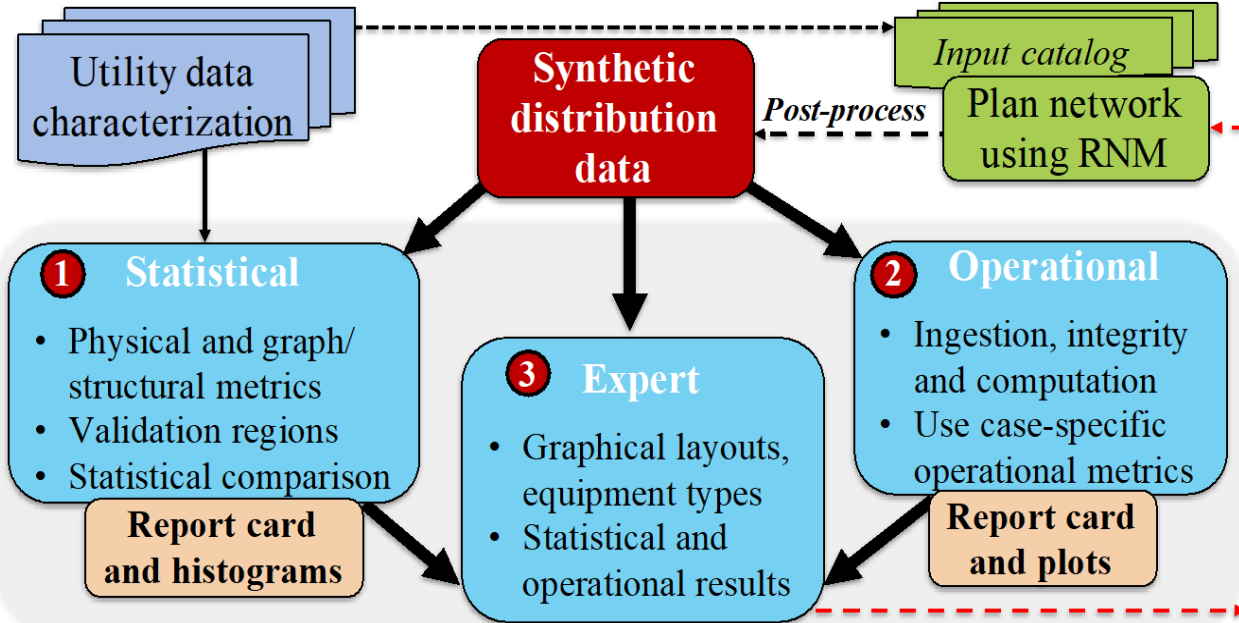 Utility data
characterization
Synthetic
distribution
data
Post-process
Input catalog
Plan network
using RNM
1 Statistical
• Physical and graph/
structural metrics
• Validation regions
• Statistical comparison
Report card
and histograms
3 Expert
• Graphical layouts,
equipment types
• Statistical and
operational results
2 Operational
• Ingestion, integrity
and computation
• Use case-specific
operational metrics
Report card
and plots